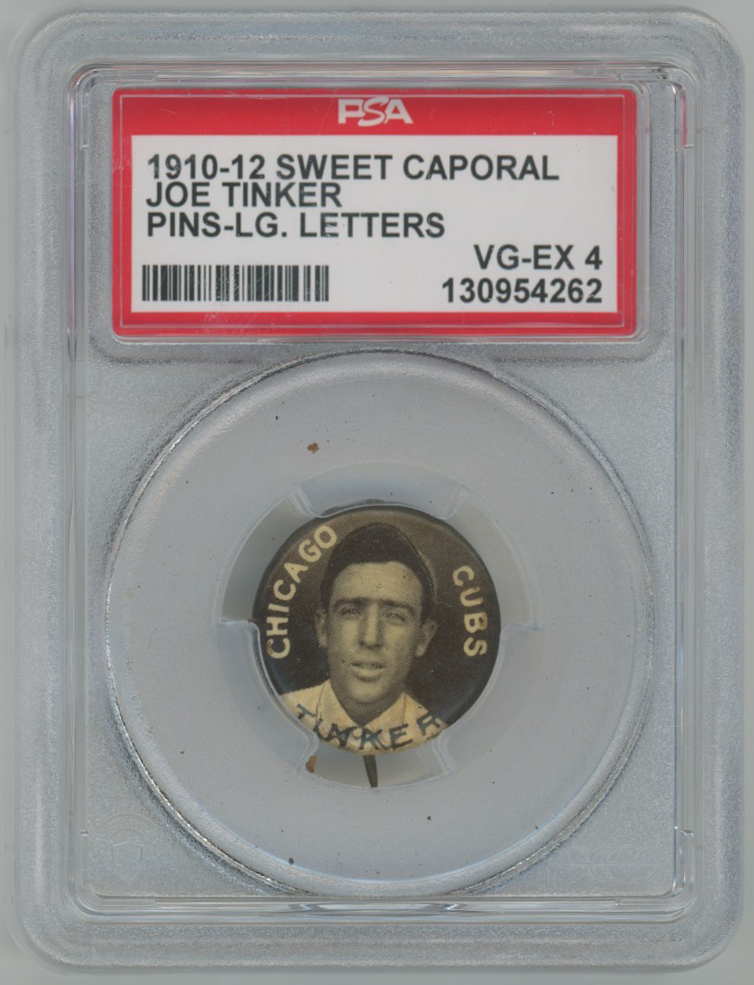 PSA
1910-12 SWEET CAPORAL
JOE TINKER
PINS-LG. LETTERS
VG-EX 4
130954262
CHICAGO
CUBS
TINKER